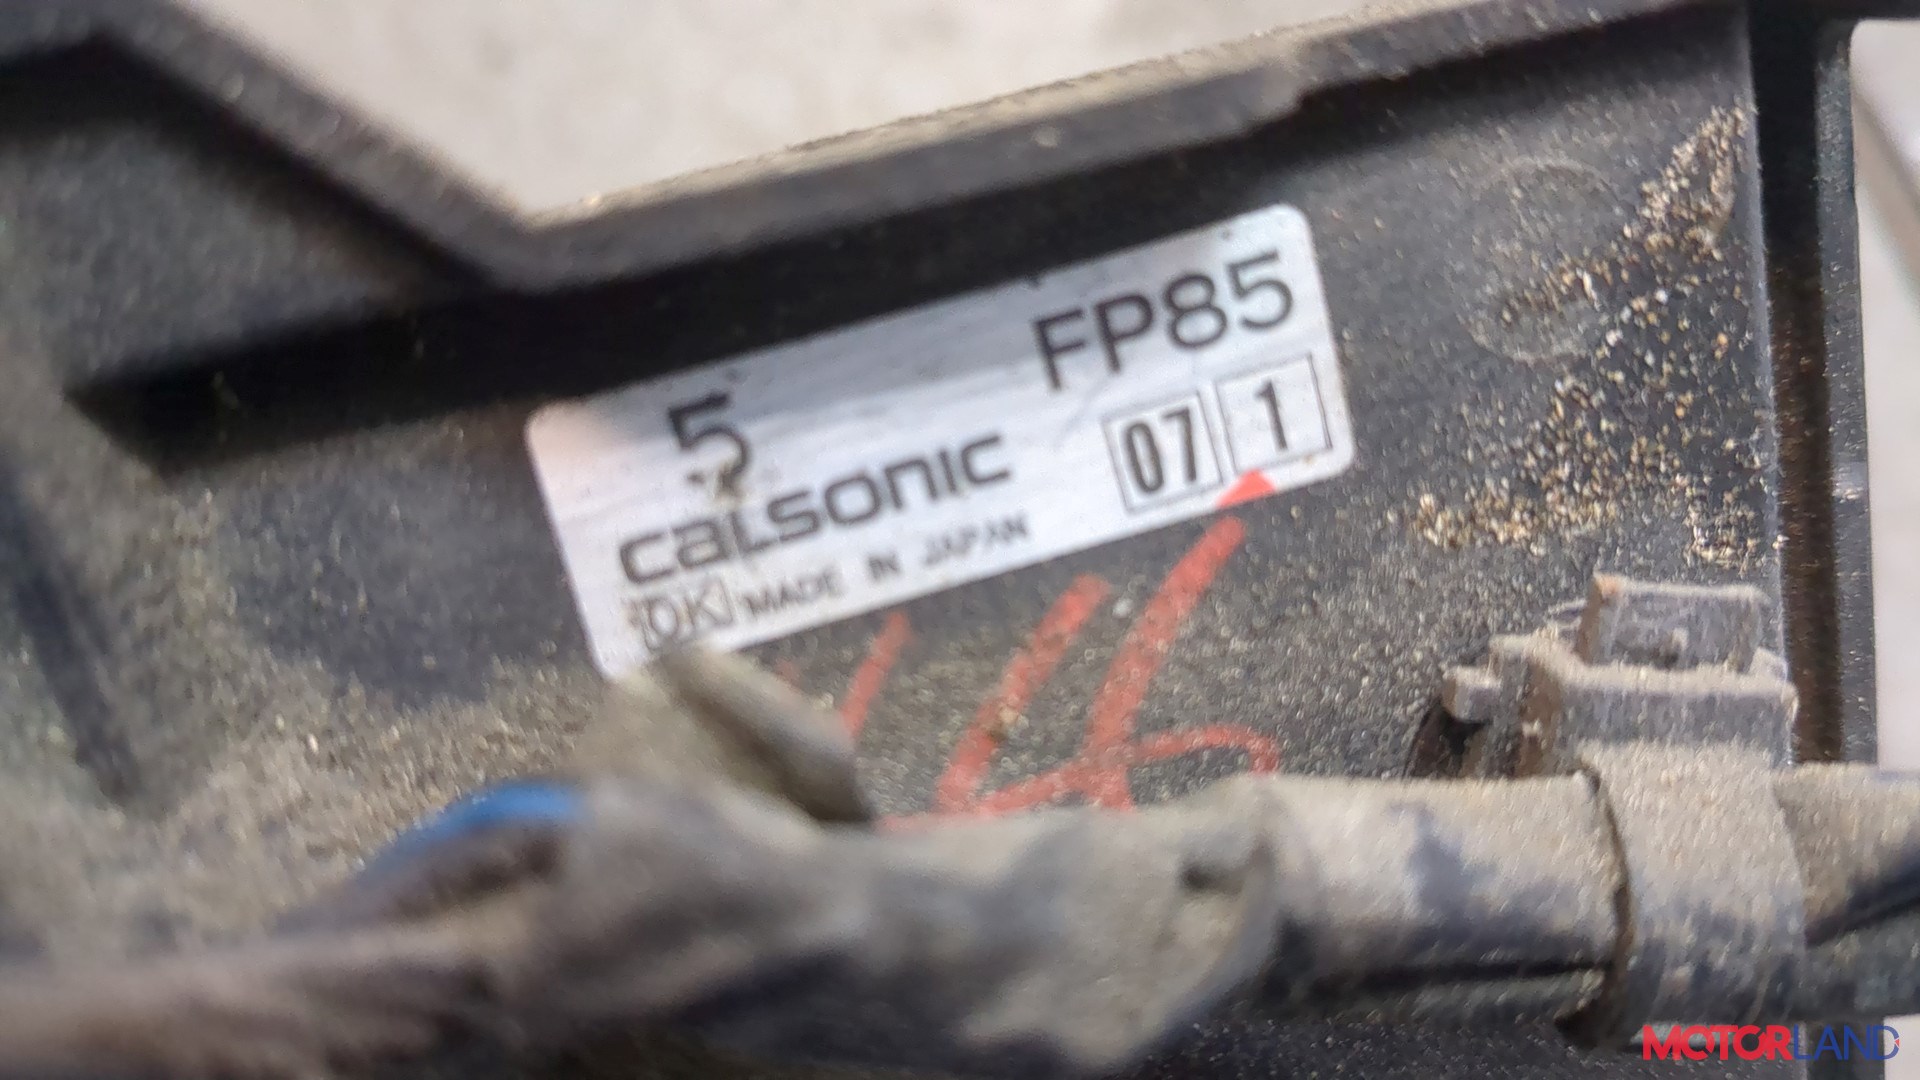 FP85
5
calsonic
07 1
OK MADE IN JAPAN
MOTORLAND